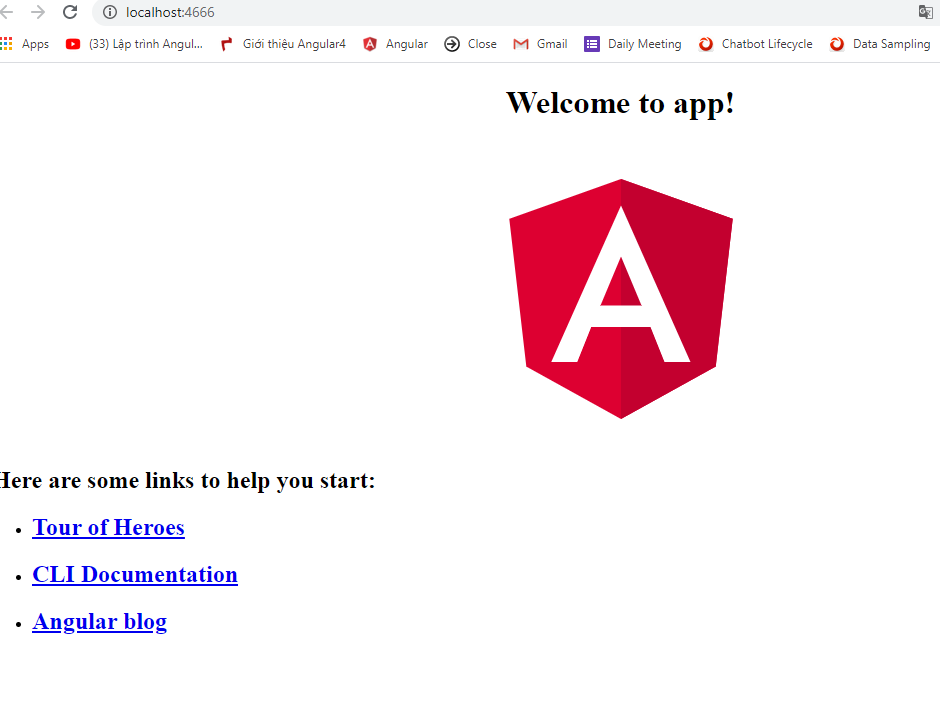 localhost:4666
Apps (33) Lập trình Angul... Giới thiệu Angular4 Angular Close Gmail Daily Meeting Chatbot Lifecycle Data Sampling
Welcome to app!
A
Here are some links to help you start:
Tour of Heroes
CLI Documentation
Angular blog